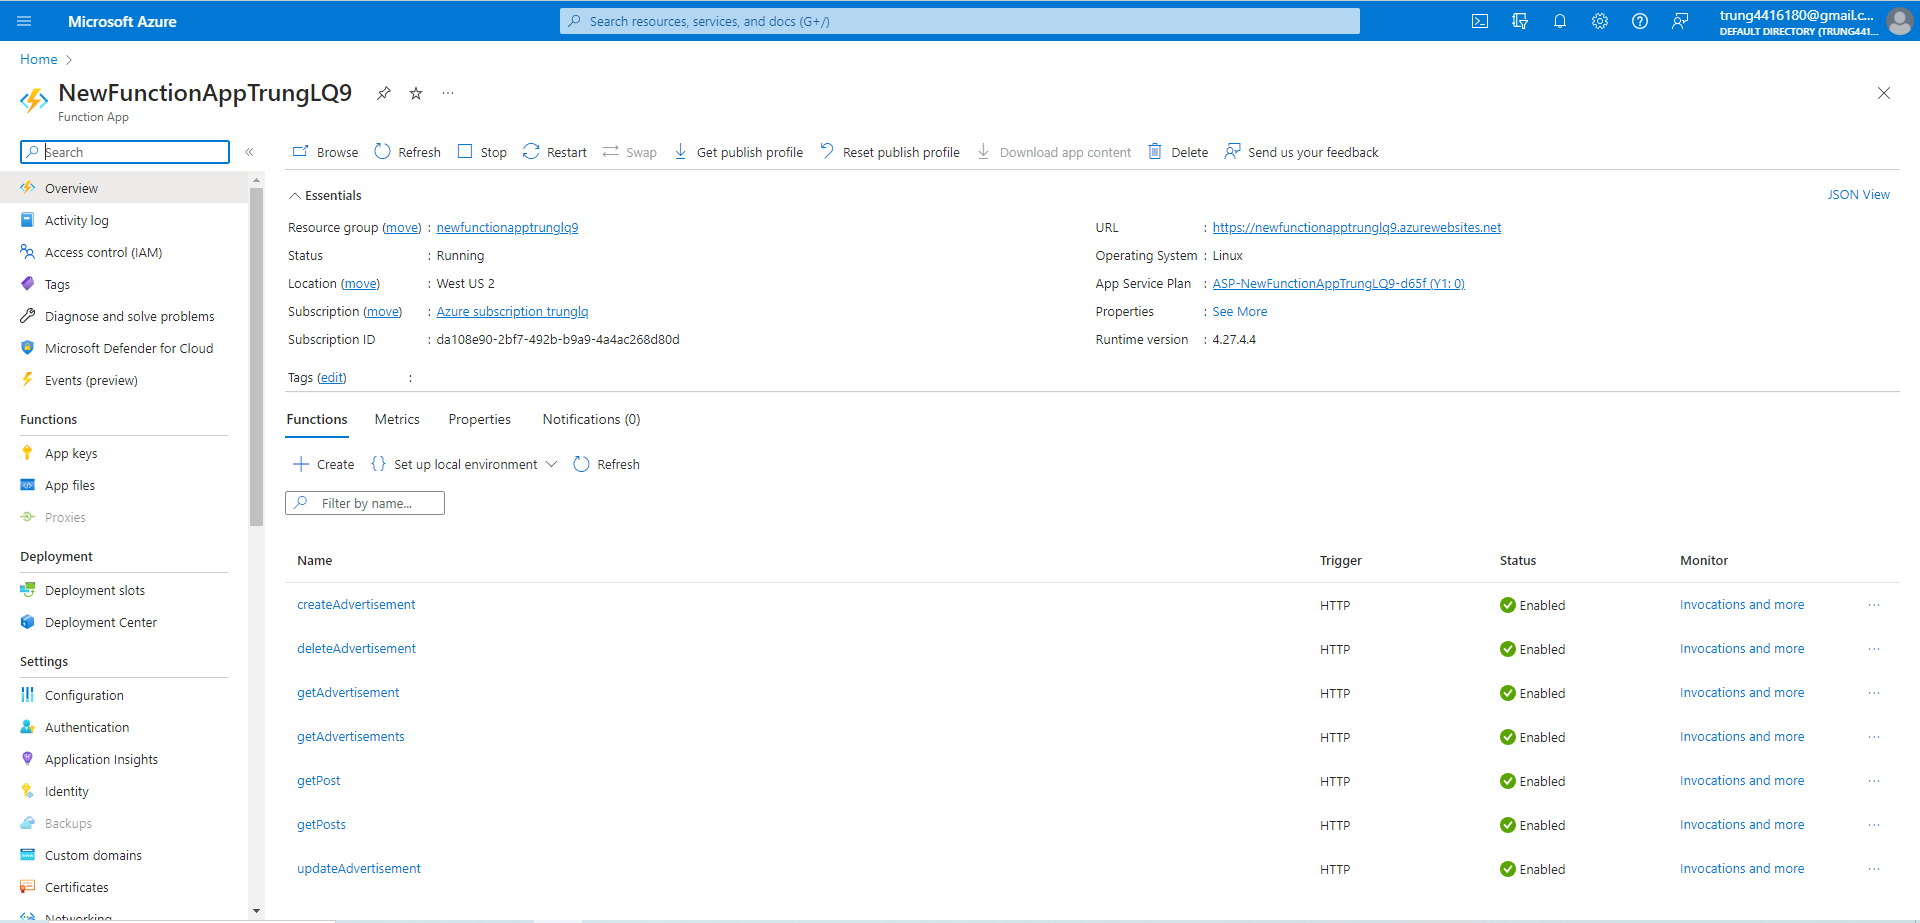 Microsoft Azure
Search resources, services, and docs (G+/)
trung4416180@gmail.c...
DEFAULT DIRECTORY (TRUNG441...
Home
NewFunctionAppTrungLQ9
Function App
Search
Overview
Activity log
Access control (IAM)
Tags
Diagnose and solve problems
Microsoft Defender for Cloud
Events (preview)
Functions
App keys
App files
Proxies
Deployment
Deployment slots
Deployment Center
Settings
Configuration
Authentication
Application Insights
Identity
Backups
Custom domains
Certificates
Networking
Browse Refresh Stop Restart Swap Get publish profile Reset publish profile Download app content Delete Send us your feedback
Essentials
JSON View
Resource group (move) : newfunctionapptrunglq9
Status : Running
Location (move) : West US 2
Subscription (move) : Azure subscription trunglq
Subscription ID : da108e90-2bf7-492b-b9a9-4a4ac268d80d
Tags (edit) :
URL : https://newfunctionapptrunglq9.azurewebsites.net
Operating System : Linux
App Service Plan : ASP-NewFunctionAppTrungLQ9-d65f (Y1: 0)
Properties : See More
Runtime version : 4.27.4.4
Functions Metrics Properties Notifications (0)
Create {} Set up local environment Refresh
Filter by name...
Name Trigger Status Monitor
createAdvertisement HTTP Enabled Invocations and more ...
deleteAdvertisement HTTP Enabled Invocations and more ...
getAdvertisement HTTP Enabled Invocations and more ...
getAdvertisements HTTP Enabled Invocations and more ...
getPost HTTP Enabled Invocations and more ...
getPosts HTTP Enabled Invocations and more ...
updateAdvertisement HTTP Enabled Invocations and more ...